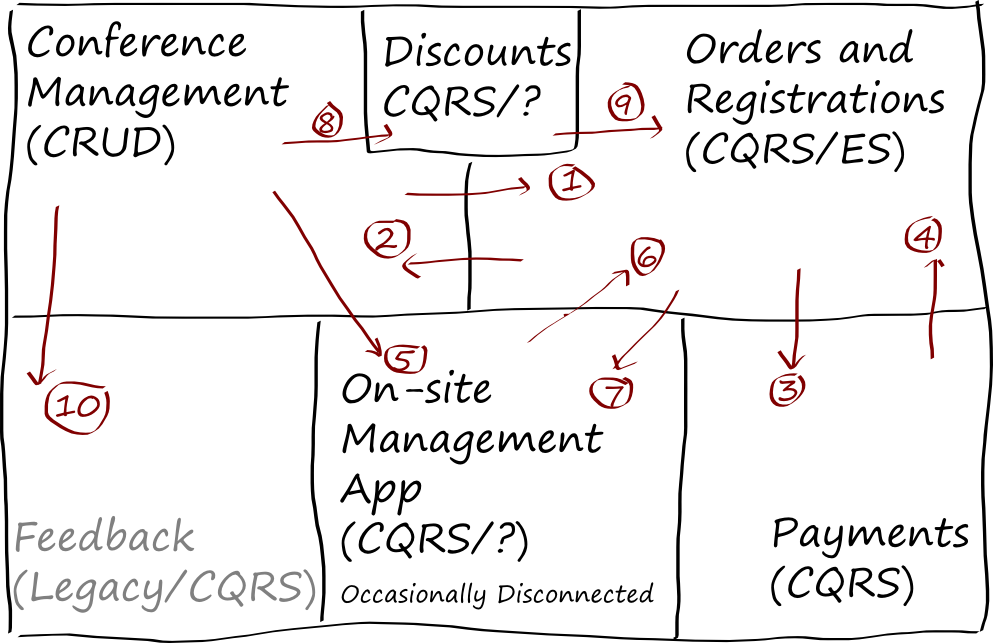 Conference
Management
(CRUD)
Discounts
CQRS/?
Orders and
Registrations
(CQRS/ES)
8
9
1
2
6
4
5
7
3
10
On-site
Management
App
(CQRS/?)
Occasionally Disconnected
Feedback
(Legacy/CQRS)
Payments
(CQRS)